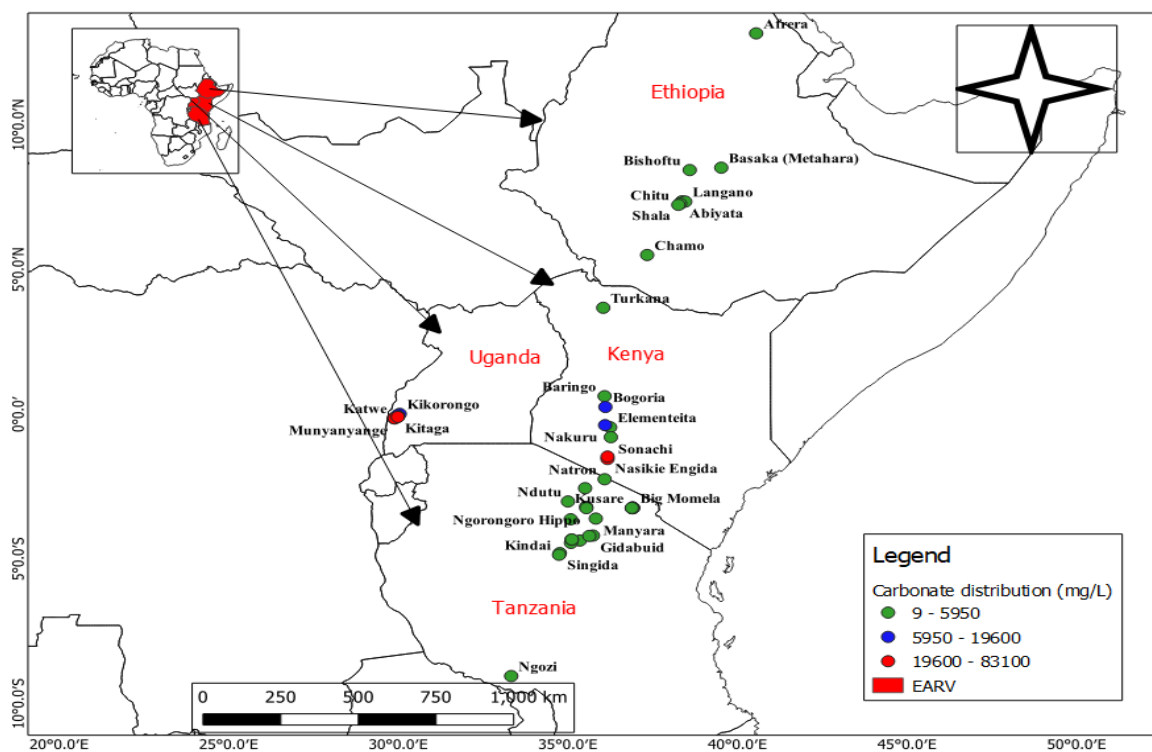 Afrera
Ethiopia
10°0.0'N
Bishoftu
Basaka (Metahara)
Chitu
Langano
Shala
Abiyata
Chamo
5°0.0'N
Turkana
Uganda
Kenya
Baringo
Bogoria
Katwe
Kikorongo
0°0.0'
Elementeita
Munyanyange
Kitaga
Nakuru
Sonachi
Natron
Nasikie Engida
Ndutu
Kusare
Big Momela
Ngorongoro Hippo
Manyara
Kindai
Gidabuid
5°0.0'S
Singida
Legend
Carbonate distribution (mg/L)
9 - 5950
5950 - 19600
19600 - 83100
EARV
Tanzania
Ngozi
10°0.0'S
0 250 500 750 1,000 km
20°0.0'E 25°0.0'E 30°0.0'E 35°0.0'E 40°0.0'E 45°0.0'E 50°0.0'E